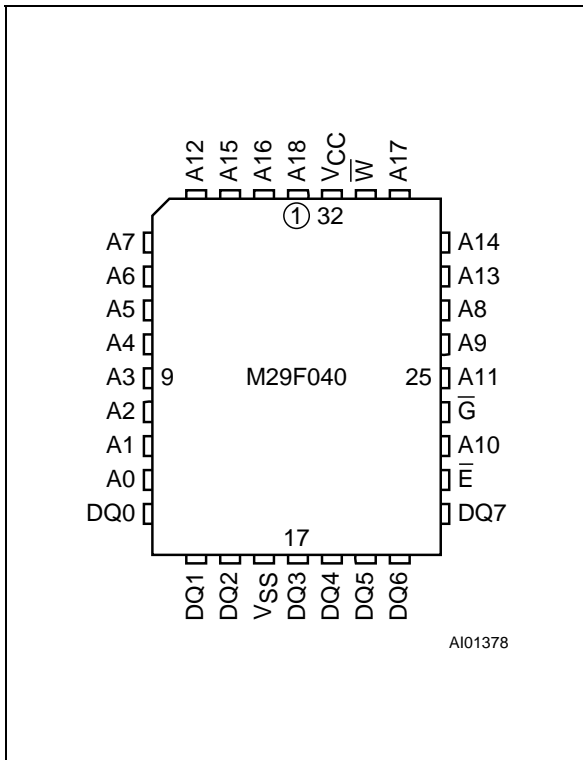 A12 A15 A16 A18 VCC W̅ A17
① 32
A7 A14
A6 A13
A5 A8
A4 A9
A3 9 M29F040 25 A11
A2 G̅
A1 A10
A0 E̅
DQ0 DQ7
17
DQ1 DQ2 VSS DQ3 DQ4 DQ5 DQ6
AI01378